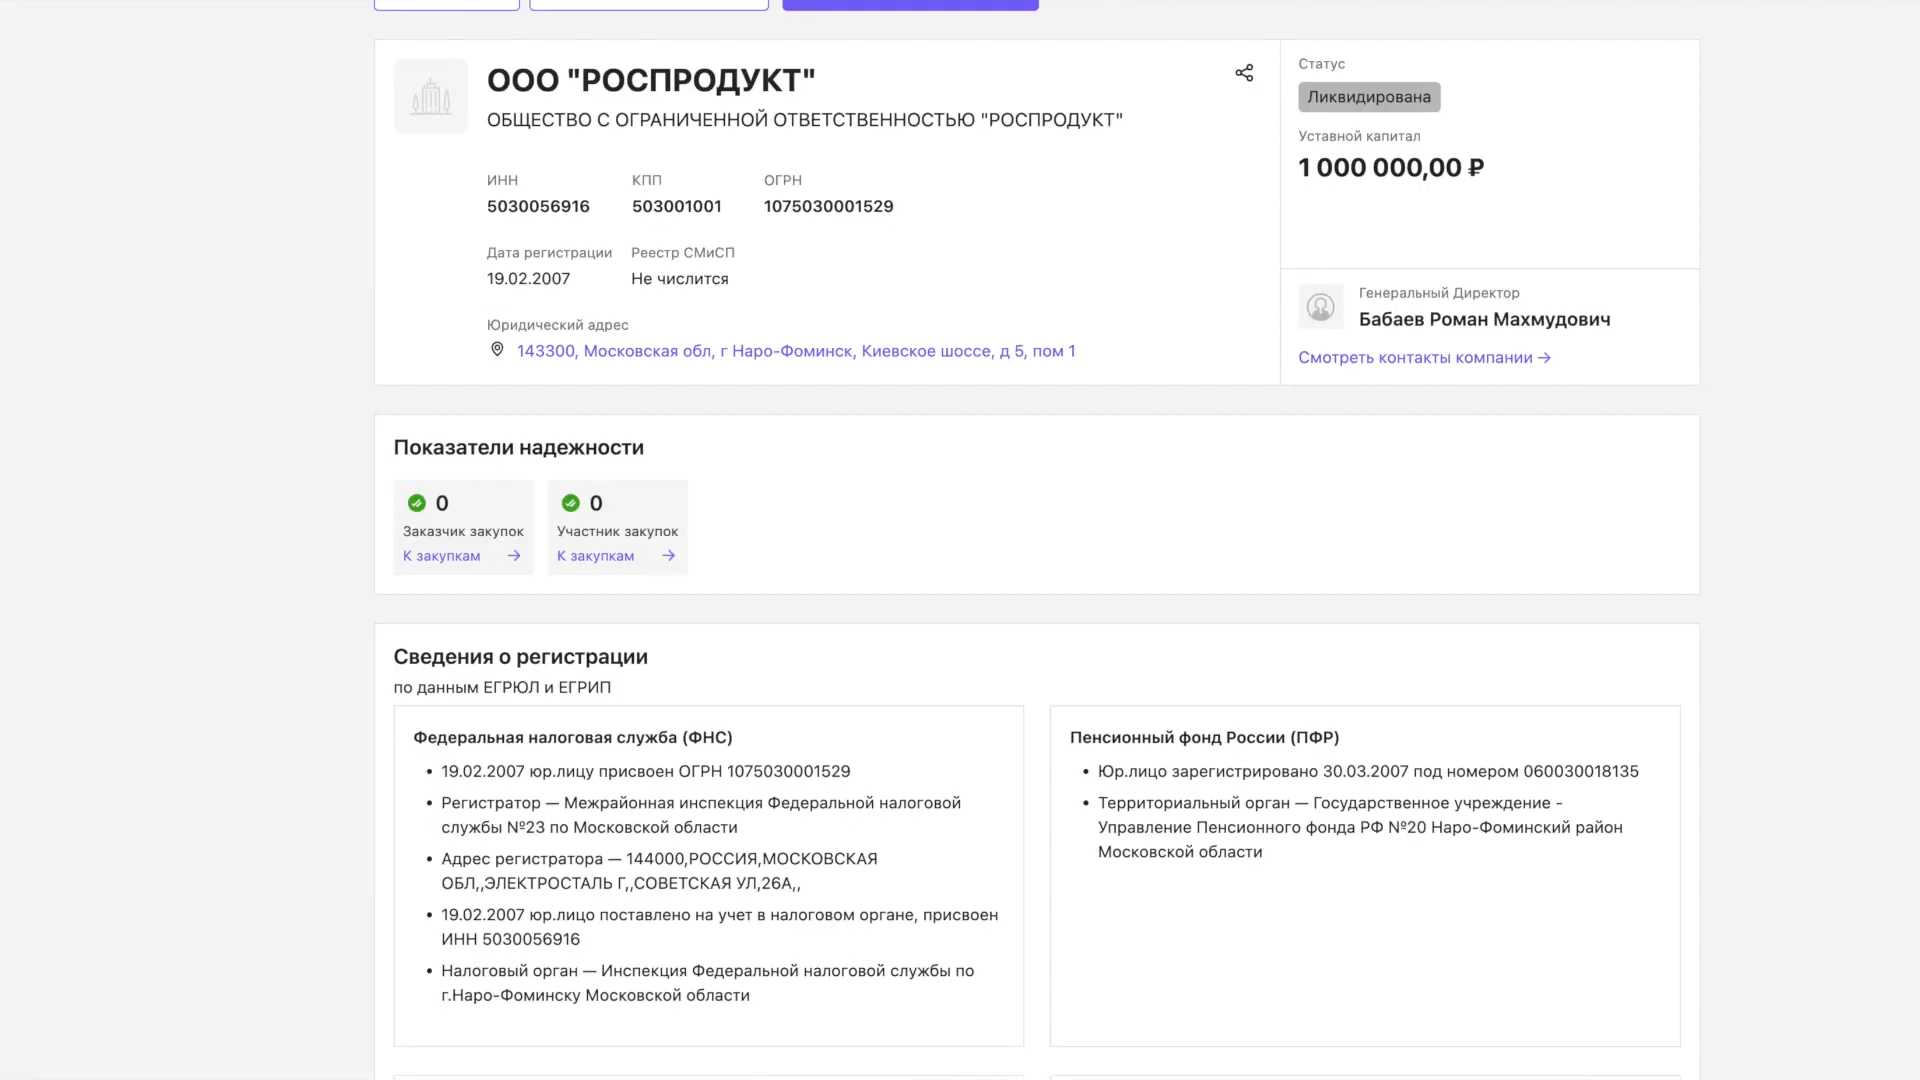 ООО "РОСПРОДУКТ"
ОБЩЕСТВО С ОГРАНИЧЕННОЙ ОТВЕТСТВЕННОСТЬЮ "РОСПРОДУКТ"
ИНН КПП ОГРН
5030056916 503001001 1075030001529
Дата регистрации Реестр СМиСП
19.02.2007 Не числится
Юридический адрес
143300, Московская обл, г Наро-Фоминск, Киевское шоссе, д 5, пом 1
Статус
Ликвидирована
Уставной капитал
1 000 000,00 ₽
Генеральный Директор
Бабаев Роман Махмудович
Смотреть контакты компании →
Показатели надежности
0 0
Заказчик закупок Участник закупок
К закупкам → К закупкам →
Сведения о регистрации
по данным ЕГРЮЛ и ЕГРИП
Федеральная налоговая служба (ФНС)
• 19.02.2007 юр.лицу присвоен ОГРН 1075030001529
• Регистратор — Межрайонная инспекция Федеральной налоговой
службы №23 по Московской области
• Адрес регистратора — 144000,РОССИЯ,МОСКОВСКАЯ
ОБЛ,,ЭЛЕКТРОСТАЛЬ Г,,СОВЕТСКАЯ УЛ,26А,,
• 19.02.2007 юр.лицо поставлено на учет в налоговом органе, присвоен
ИНН 5030056916
• Налоговый орган — Инспекция Федеральной налоговой службы по
г.Наро-Фоминску Московской области
Пенсионный фонд России (ПФР)
• Юр.лицо зарегистрировано 30.03.2007 под номером 060030018135
• Территориальный орган — Государственное учреждение -
Управление Пенсионного фонда РФ №20 Наро-Фоминский район
Московской области